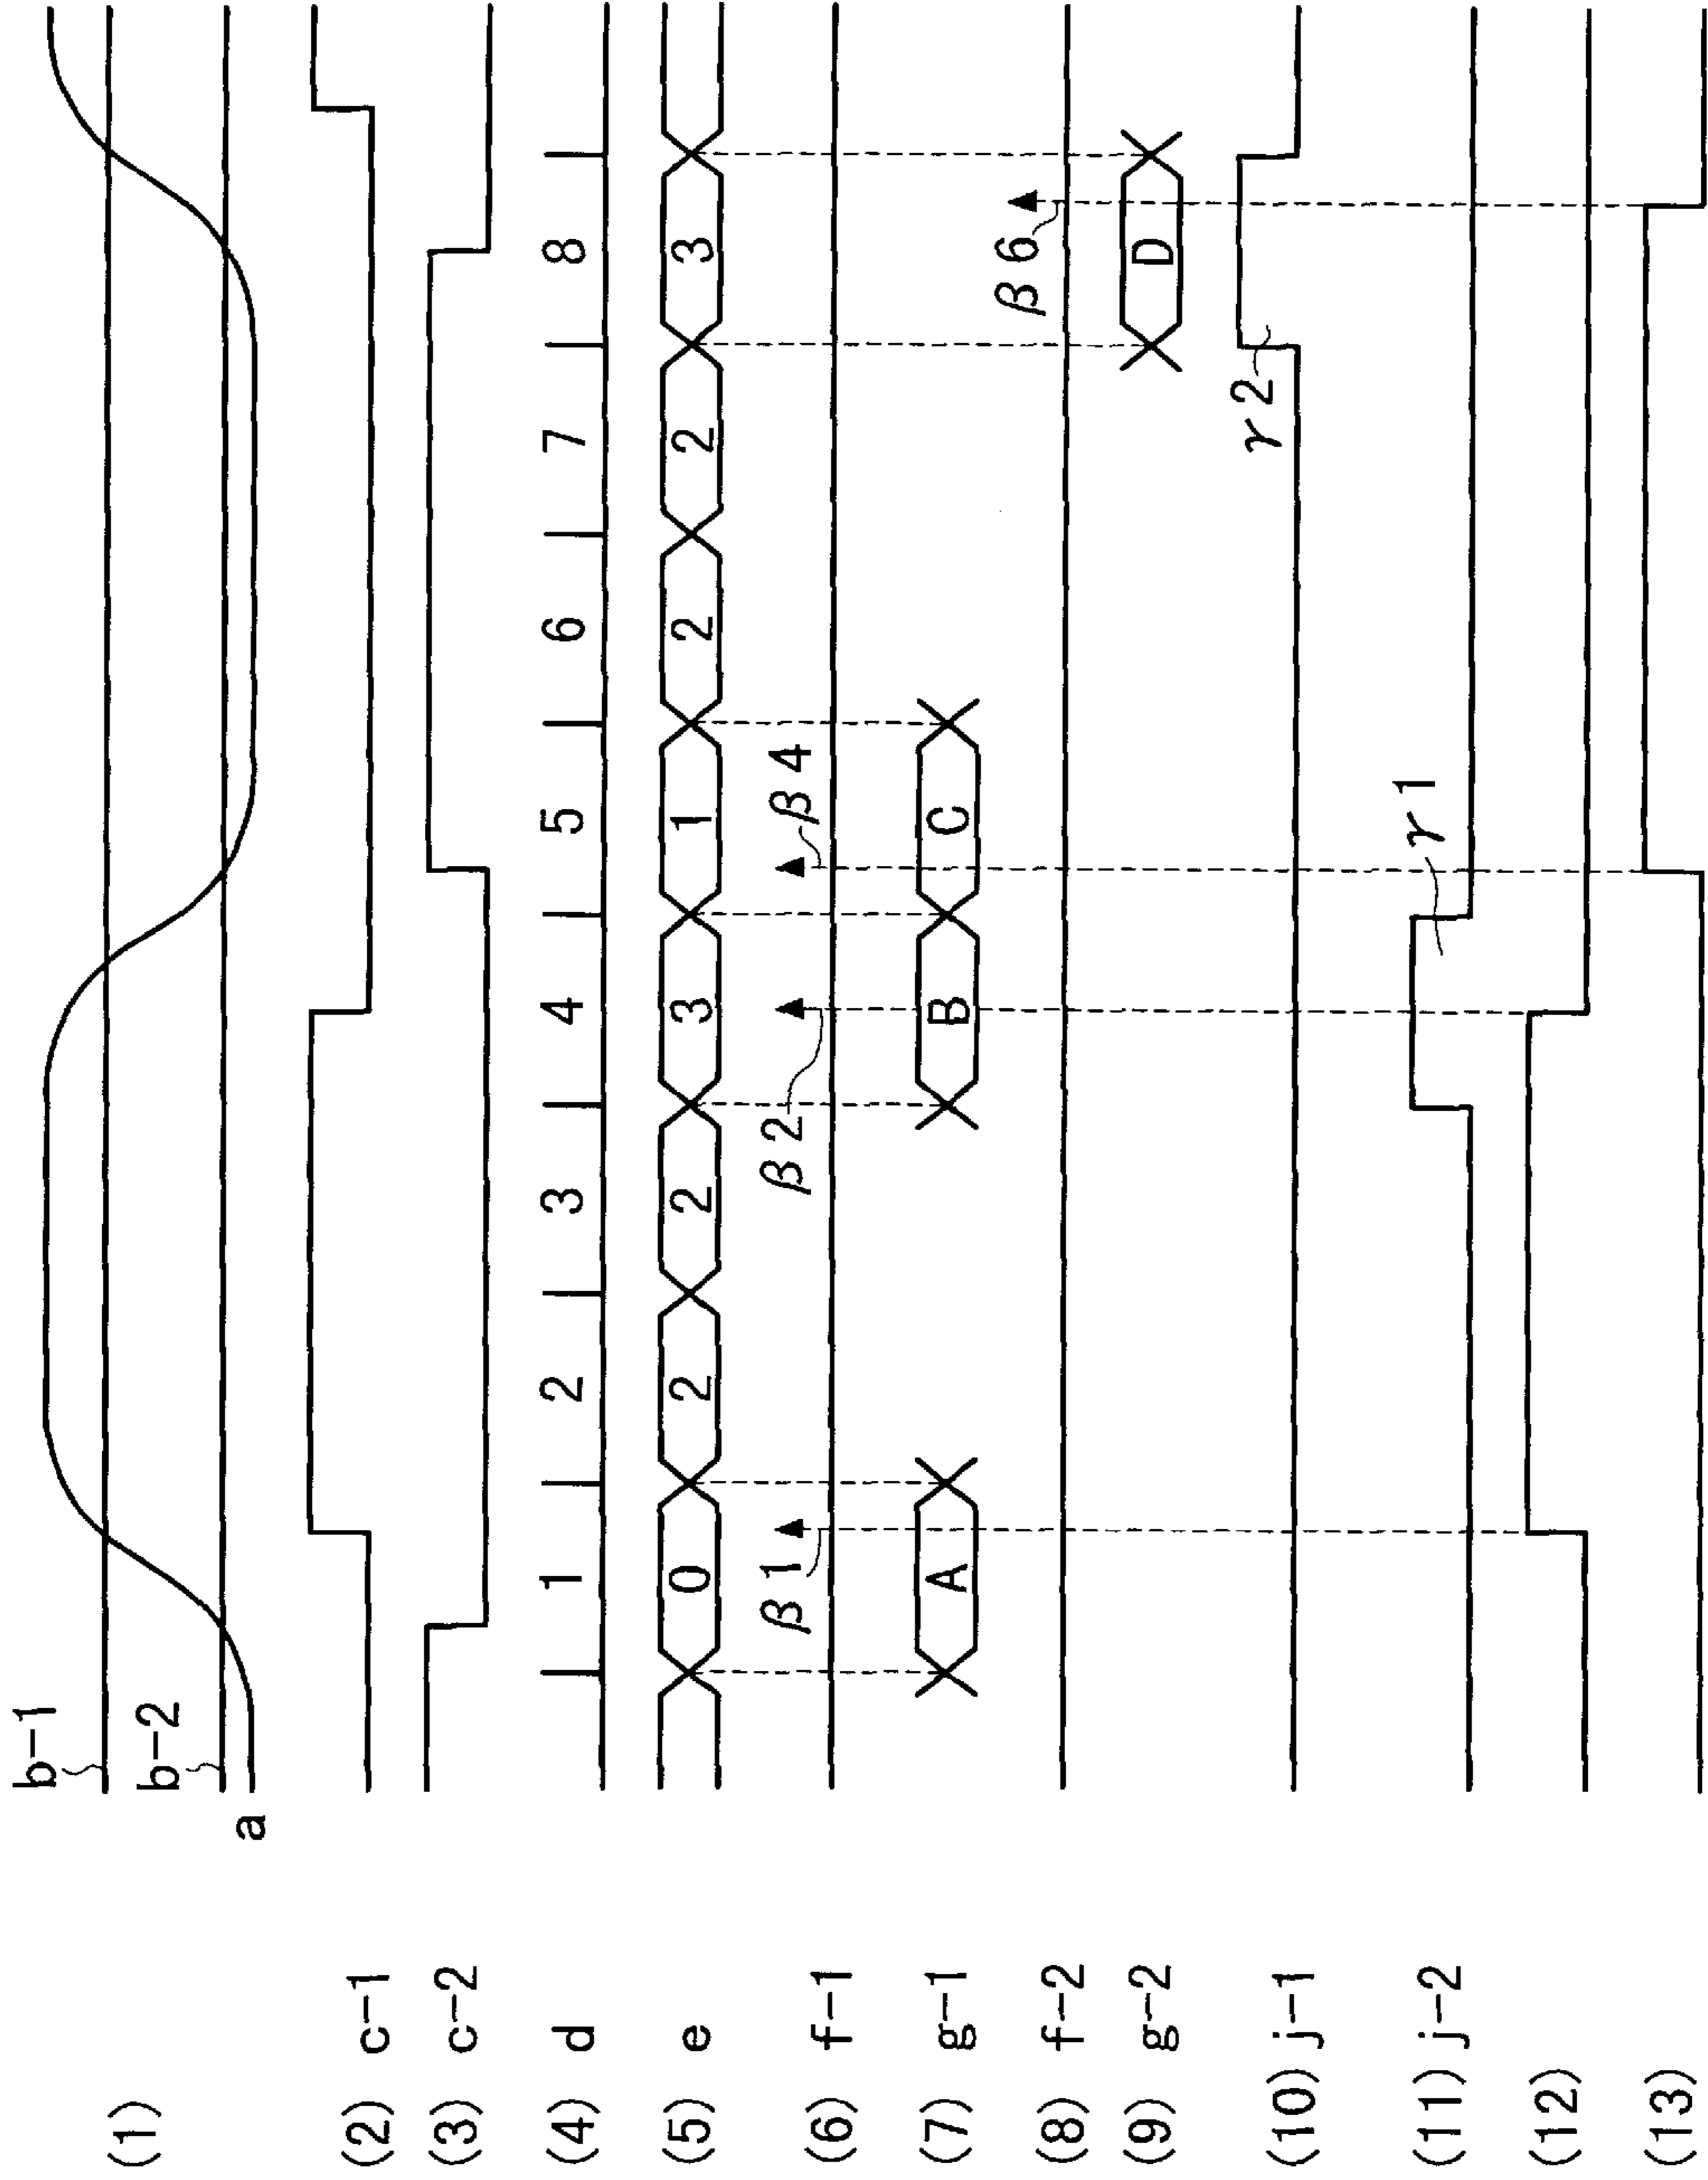 b-1
b-2
a
(1)
(2) c-1
(3) c-2
(4) d 1 2 3 4 5 6 7 8
(5) e 0 2 2 3 1 2 2 3
β1 β2 β4
(6) f-1
(7) g-1 A B C
β6
(8) f-2
(9) g-2 D
γ2
(10) j-1
γ1
(11) j-2
(12)
(13)